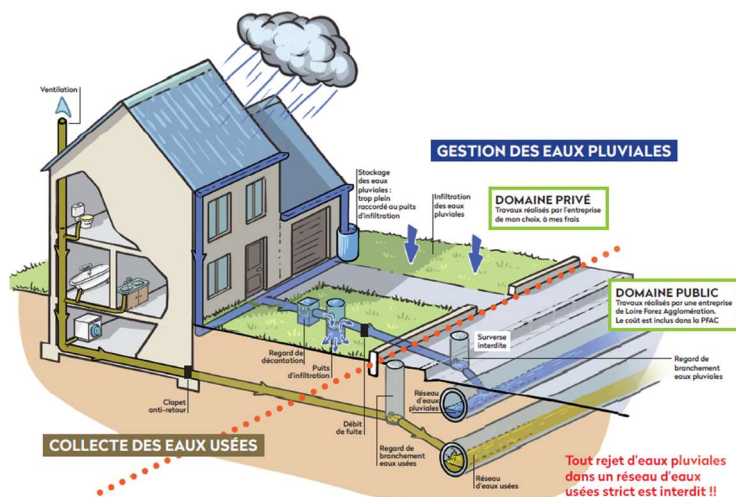 Ventilation
GESTION DES EAUX PLUVIALES
Stockage
des eaux
pluviales :
trop plein
raccordé au puits
d'infiltration
Infiltration
des eaux
pluviales
DOMAINE PRIVÉ
Travaux réalisés par l'entreprise
de mon choix, à mes frais
DOMAINE PUBLIC
Travaux réalisés par une entreprise
de Loire Forez Agglomération.
Le coût est inclus dans la PFAC
Surverse
interdite
Regard de
branchement
eaux pluviales
Regard de
décantation
Puits
d'infiltration
Réseau
d'eaux
pluviales
Clapet
anti-retour
Débit
de fuite
COLLECTE DES EAUX USÉES
Regard de
branchement
eaux usées
Réseau
d'eaux usées
Tout rejet d'eaux pluviales
dans un réseau d'eaux
usées strict est interdit !!